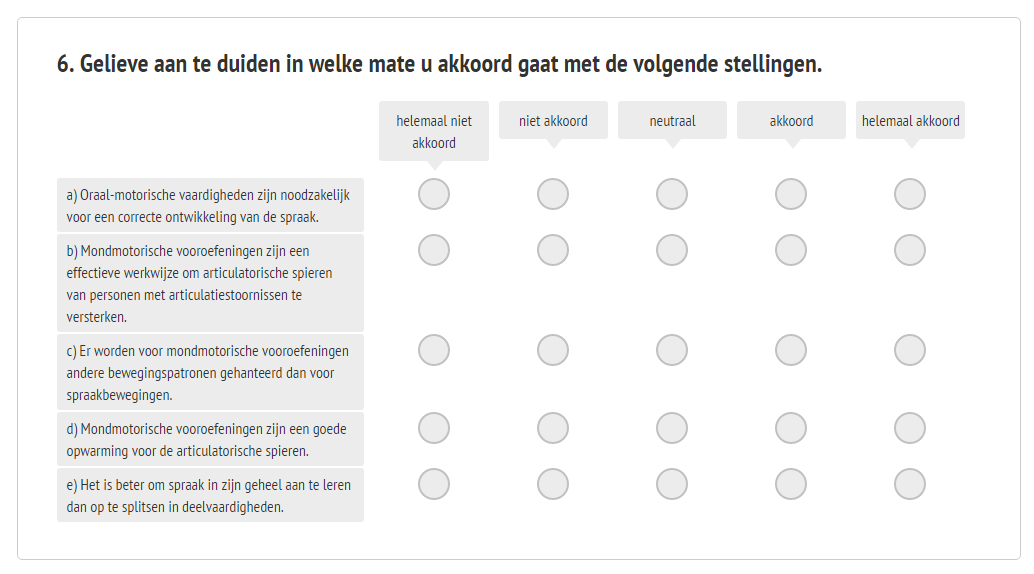 6. Gelieve aan te duiden in welke mate u akkoord gaat met de volgende stellingen.
helemaal niet
akkoord
niet akkoord
neutraal
akkoord
helemaal akkoord
a) Oraal-motorische vaardigheden zijn noodzakelijk
voor een correcte ontwikkeling van de spraak.
b) Mondmotorische vooroefeningen zijn een
effectieve werkwijze om articulatorische spieren
van personen met articulatiestoornissen te
versterken.
c) Er worden voor mondmotorische vooroefeningen
andere bewegingspatronen gehanteerd dan voor
spraakbewegingen.
d) Mondmotorische vooroefeningen zijn een goede
opwarming voor de articulatorische spieren.
e) Het is beter om spraak in zijn geheel aan te leren
dan op te splitsen in deelvaardigheden.